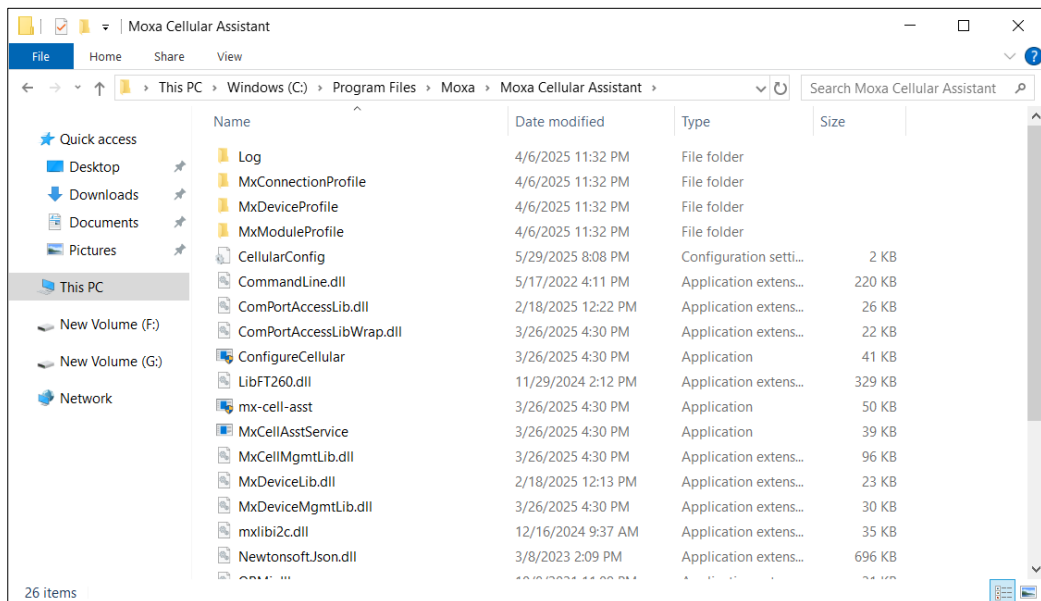 Moxa Cellular Assistant
File Home Share View
This PC Windows (C:) Program Files Moxa Moxa Cellular Assistant Search Moxa Cellular Assistant
Name Date modified Type Size
Quick access
Desktop
Downloads
Documents
Pictures
This PC
New Volume (F:)
New Volume (G:)
Network
Log 4/6/2025 11:32 PM File folder
MxConnectionProfile 4/6/2025 11:32 PM File folder
MxDeviceProfile 4/6/2025 11:32 PM File folder
MxModuleProfile 4/6/2025 11:32 PM File folder
CellularConfig 5/29/2025 8:08 PM Configuration setti... 2 KB
CommandLine.dll 5/17/2022 4:11 PM Application extens... 220 KB
ComPortAccessLib.dll 2/18/2025 12:22 PM Application extens... 26 KB
ComPortAccessLibWrap.dll 3/26/2025 4:30 PM Application extens... 22 KB
ConfigureCellular 3/26/2025 4:30 PM Application 41 KB
LibFT260.dll 11/29/2024 2:12 PM Application extens... 329 KB
mx-cell-asst 3/26/2025 4:30 PM Application 50 KB
MxCellAsstService 3/26/2025 4:30 PM Application 39 KB
MxCellMgmtLib.dll 3/26/2025 4:30 PM Application extens... 96 KB
MxDeviceLib.dll 2/18/2025 12:13 PM Application extens... 23 KB
MxDeviceMgmtLib.dll 3/26/2025 4:30 PM Application extens... 30 KB
mxlibi2c.dll 12/16/2024 9:37 AM Application extens... 35 KB
Newtonsoft.Json.dll 3/8/2023 2:09 PM Application extens... 696 KB
26 items